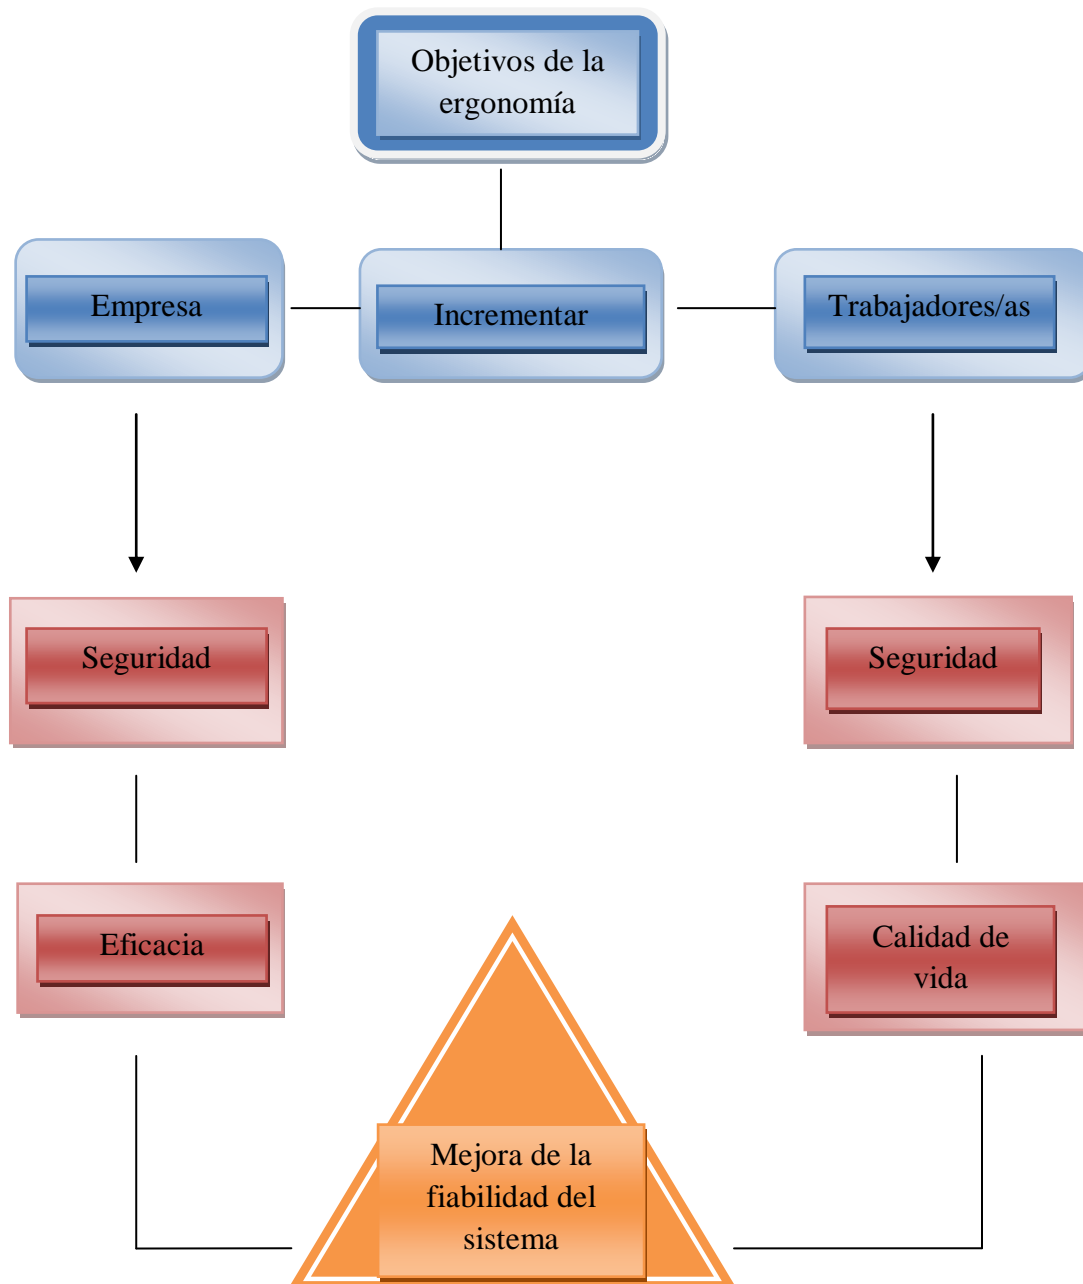 Objetivos de la
ergonomía
Empresa
Incrementar
Trabajadores/as
Seguridad
Seguridad
Eficacia
Calidad de
vida
Mejora de la
fiabilidad del
sistema